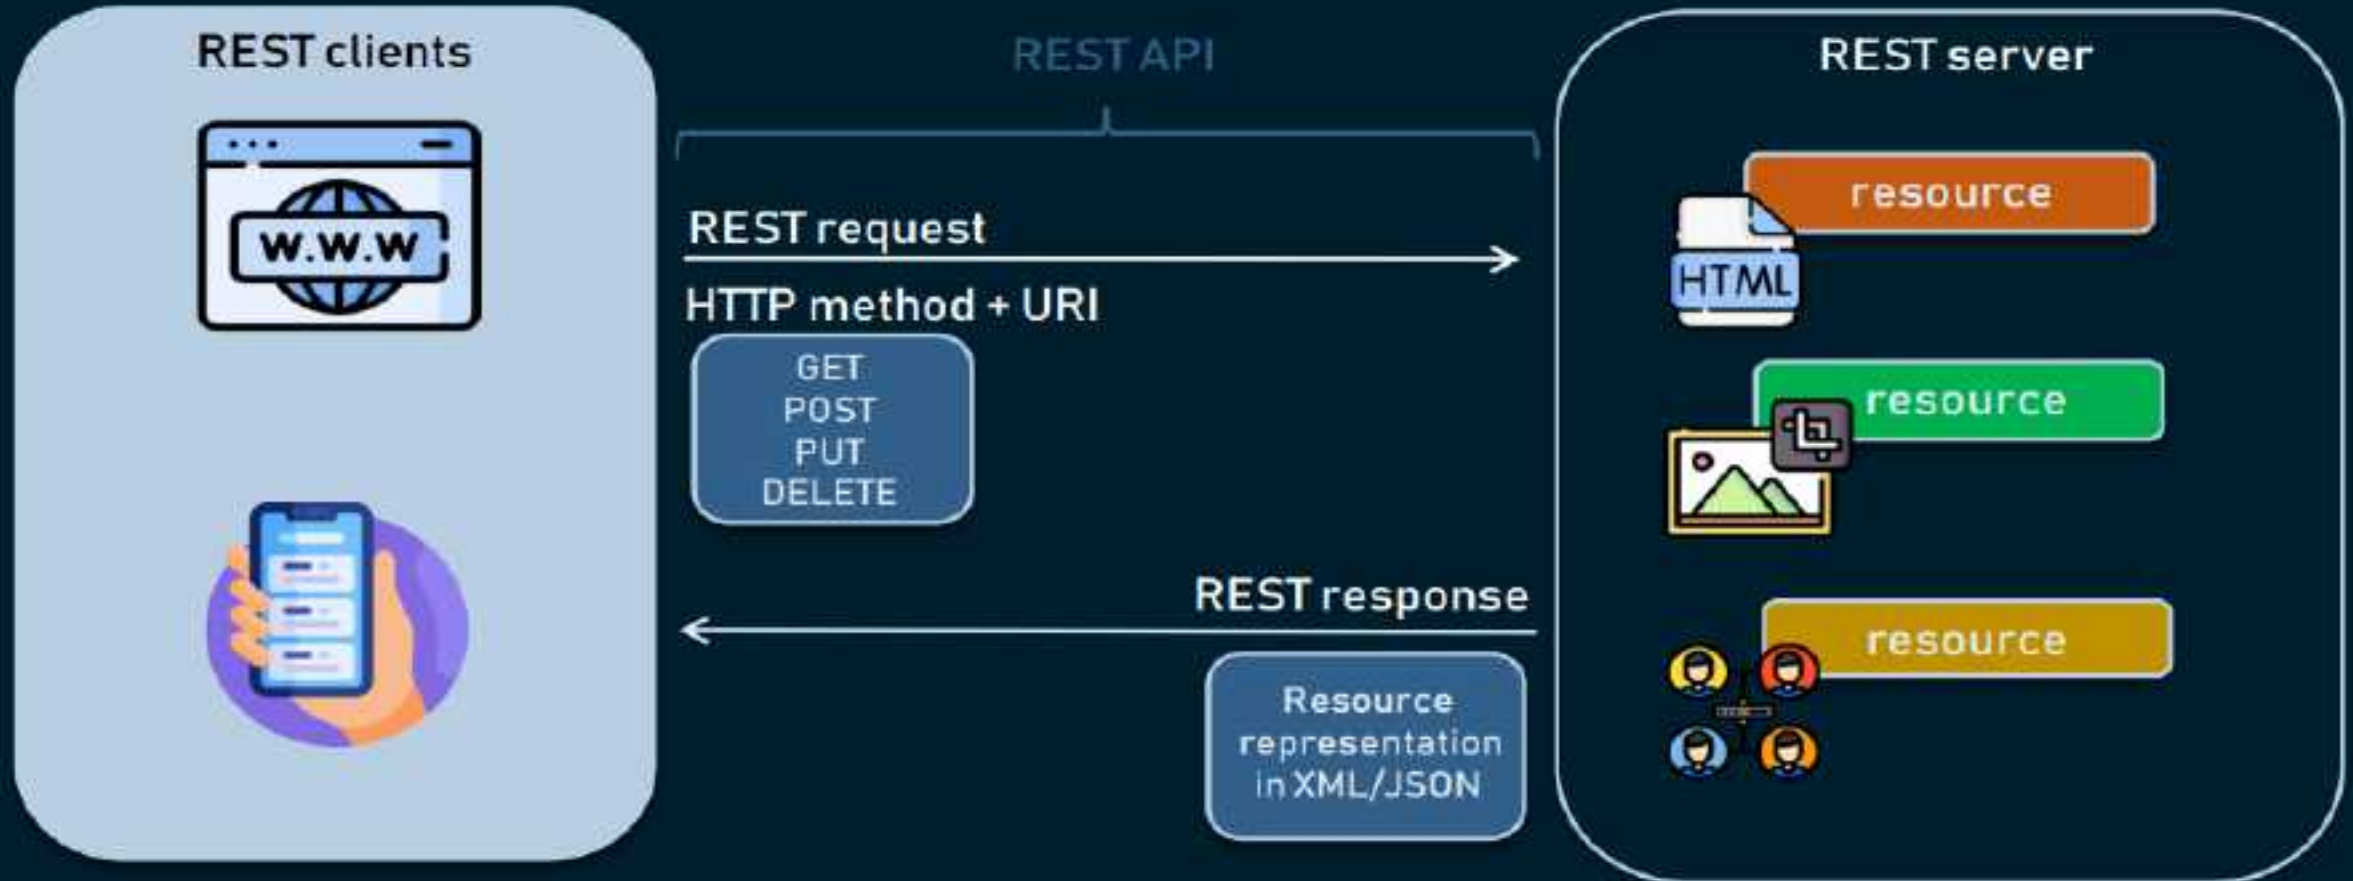 REST clients
W.W.W
REST API
REST request
HTTP method + URI
GET
POST
PUT
DELETE
REST response
Resource
representation
in XML/JSON
REST server
resource
HTML
resource
resource